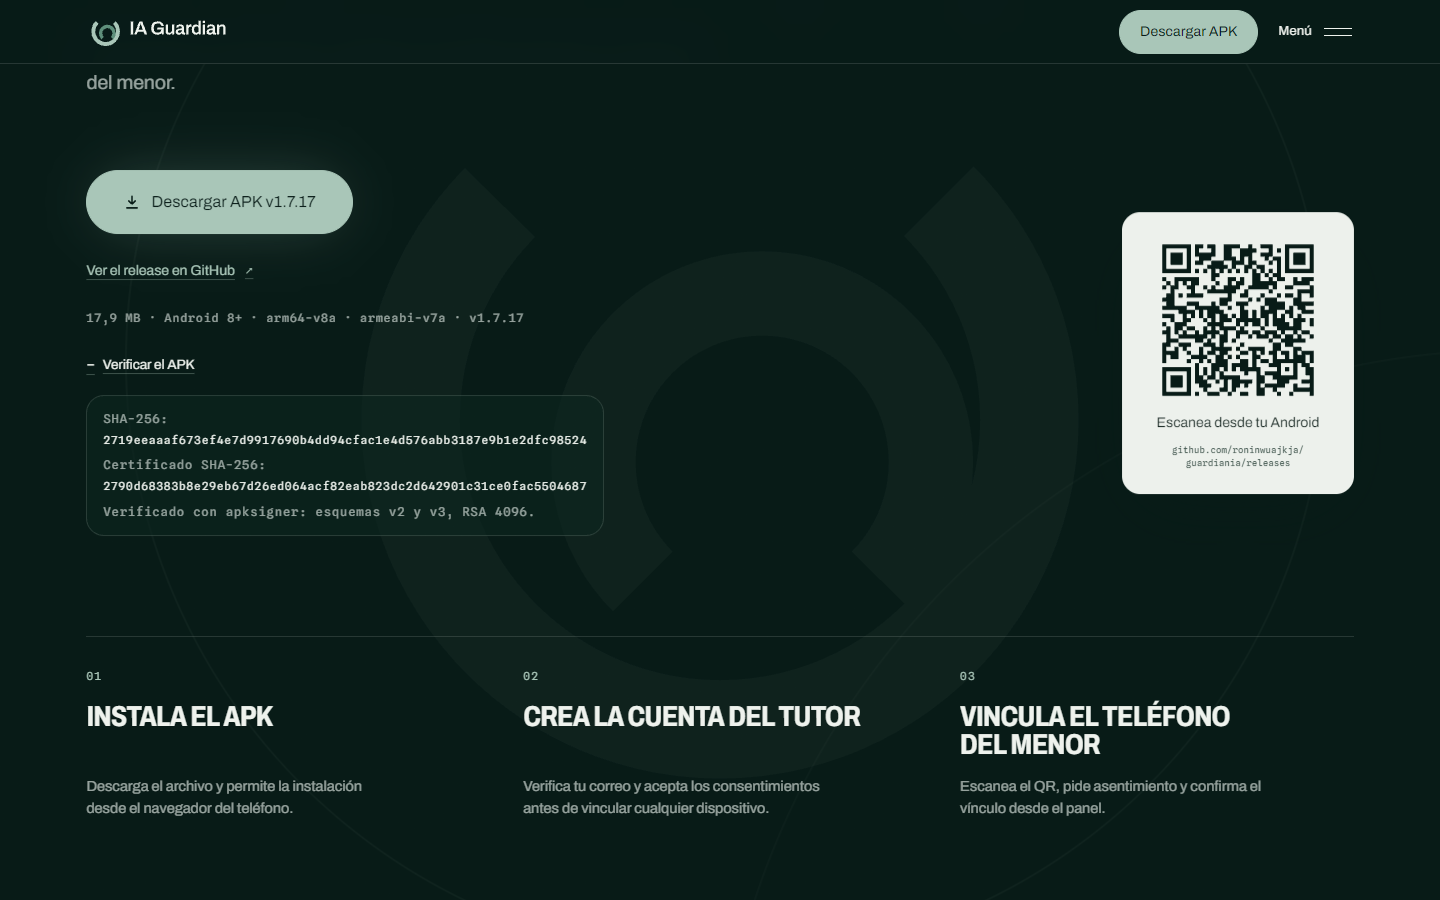 IA Guardian
Descargar APK
Menú
del menor.
Descargar APK v1.7.17
Ver el release en GitHub ↗
17,9 MB · Android 8+ · arm64-v8a · armeabi-v7a · v1.7.17
– Verificar el APK
SHA-256:
2719eeaaaf673ef4e7d9917690b4dd94cfac1e4d576abb3187e9b1e2dfc98524
Certificado SHA-256:
2790d68383b8e29eb67d26ed064acf82eab823dc2d642901c31ce0fac5504687
Verificado con apksigner: esquemas v2 y v3, RSA 4096.
Escanea desde tu Android
github.com/roninwuajkja/
guardiania/releases
01
INSTALA EL APK
Descarga el archivo y permite la instalación
desde el navegador del teléfono.
02
CREA LA CUENTA DEL TUTOR
Verifica tu correo y acepta los consentimientos
antes de vincular cualquier dispositivo.
03
VINCULA EL TELÉFONO
DEL MENOR
Escanea el QR, pide asentimiento y confirma el
vínculo desde el panel.